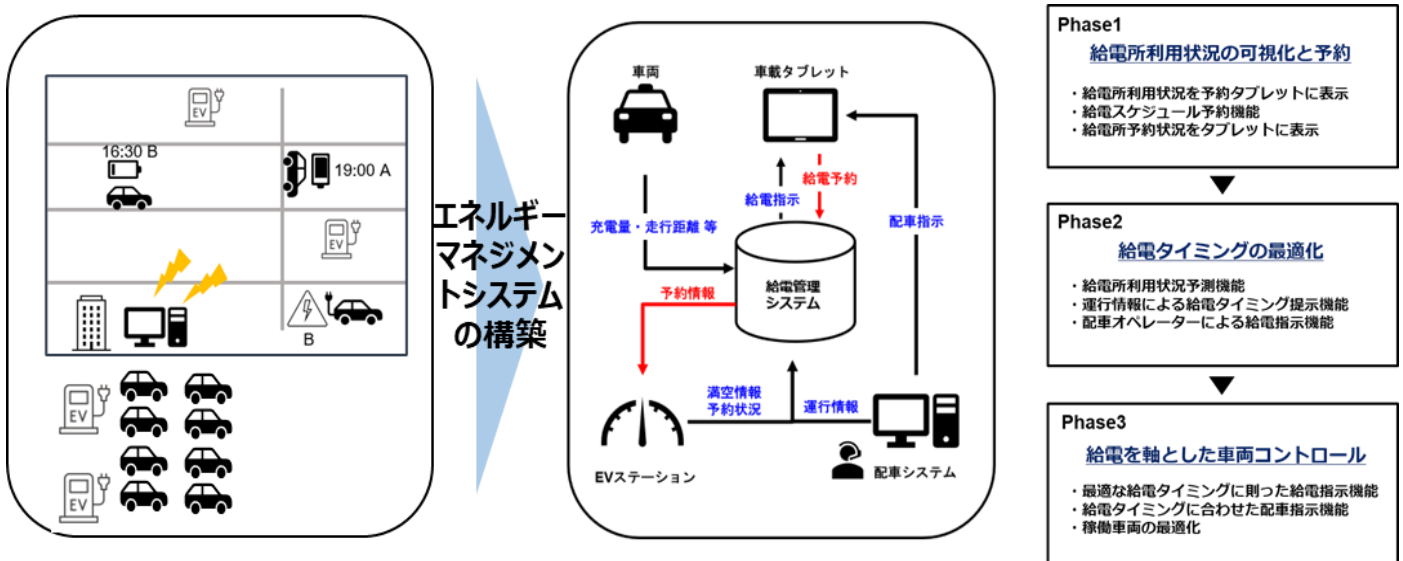 EV
16:30 B
19:00 A
EV
B
EV
EV
エネルギー
マネジメン
トシステム
の構築
車両
車載タブレット
給電予約
給電指示
配車指示
充電量・走行距離 等
給電管理
システム
予約情報
満空情報
予約状況
運行情報
EVステーション
配車システム
Phase1
給電所利用状況の可視化と予約
・給電所利用状況を予約タブレットに表示
・給電スケジュール予約機能
・給電所予約状況をタブレットに表示
Phase2
給電タイミングの最適化
・給電所利用状況予測機能
・運行情報による給電タイミング提示機能
・配車オペレーターによる給電指示機能
Phase3
給電を軸とした車両コントロール
・最適な給電タイミングに則った給電指示機能
・給電タイミングに合わせた配車指示機能
・稼働車両の最適化